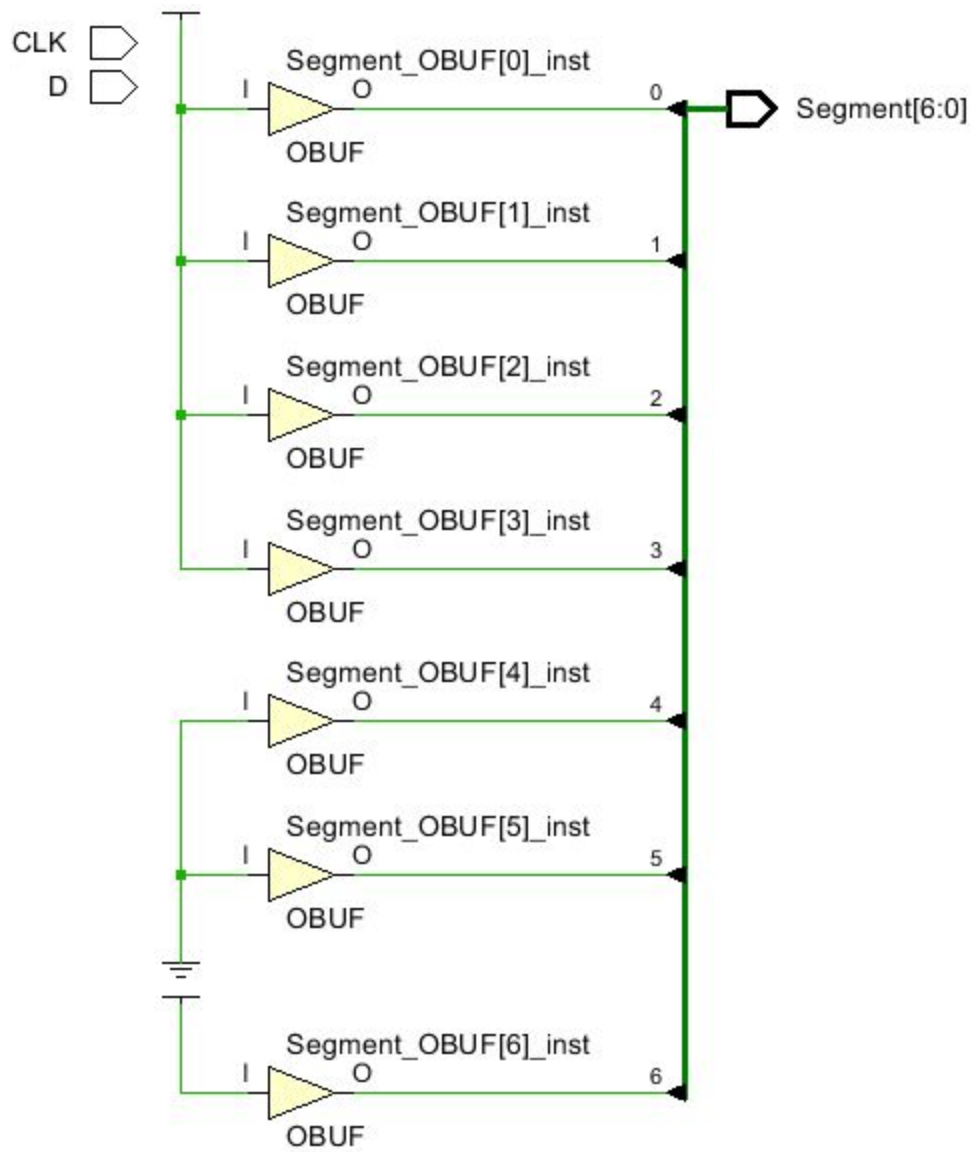 CLK
D
Segment_OBUF[0]_inst
I O 0
Segment[6:0]
OBUF
Segment_OBUF[1]_inst
I O 1
OBUF
Segment_OBUF[2]_inst
I O 2
OBUF
Segment_OBUF[3]_inst
I O 3
OBUF
Segment_OBUF[4]_inst
I O 4
OBUF
Segment_OBUF[5]_inst
I O 5
OBUF
Segment_OBUF[6]_inst
I O 6
OBUF